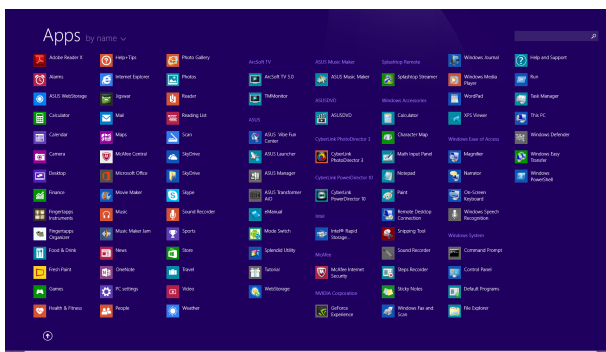 Apps by name
Adobe Reader X
Alarms
ASUS WebStorage
Calculator
Calendar
Camera
Desktop
Finance
Fingertapps
Instruments
Fingertapps
Organizer
Food & Drink
Fresh Paint
Games
Health & Fitness
Help+Tips
Internet Explorer
Jigswar
Mail
Maps
McAfee Central
Microsoft Office
Movie Maker
Music
Music Maker Jam
News
OneNote
PC settings
People
Photo Gallery
Photos
Reader
Reading List
Scan
SkyDrive
SkyDrive
Skype
Sound Recorder
Sports
Store
Travel
Video
Weather
ArcSoft TV
ArcSoft TV 5.0
TMMonitor
ASUS
ASUS Vibe Fun
Center
ASUS Launcher
ASUS Manager
ASUS Transformer
AiO
eManual
Mode Switch
Splendid Utility
Tutorial
WebStorage
ASUS Music Maker
ASUS Music Maker
ASUSDVD
ASUSDVD
CyberLink PhotoDirector 3
CyberLink
PhotoDirector 3
CyberLink PowerDirector 10
CyberLink
PowerDirector 10
Intel
Intel® Rapid
Storage...
McAfee
McAfee Internet
Security
NVIDIA Corporation
GeForce
Experience
Splashtop Remote
Splashtop Streamer
Windows Accessories
Calculator
Character Map
Math Input Panel
Notepad
Paint
Remote Desktop
Connection
Snipping Tool
Sound Recorder
Steps Recorder
Sticky Notes
Windows Fax and
Scan
Windows Journal
Windows Media
Player
WordPad
XPS Viewer
Windows Ease of Access
Magnifier
Narrator
On-Screen
Keyboard
Windows Speech
Recognition
Windows System
Command Prompt
Control Panel
Default Programs
File Explorer
Help and Support
Run
Task Manager
This PC
Windows Defender
Windows Easy
Transfer
Windows
PowerShell